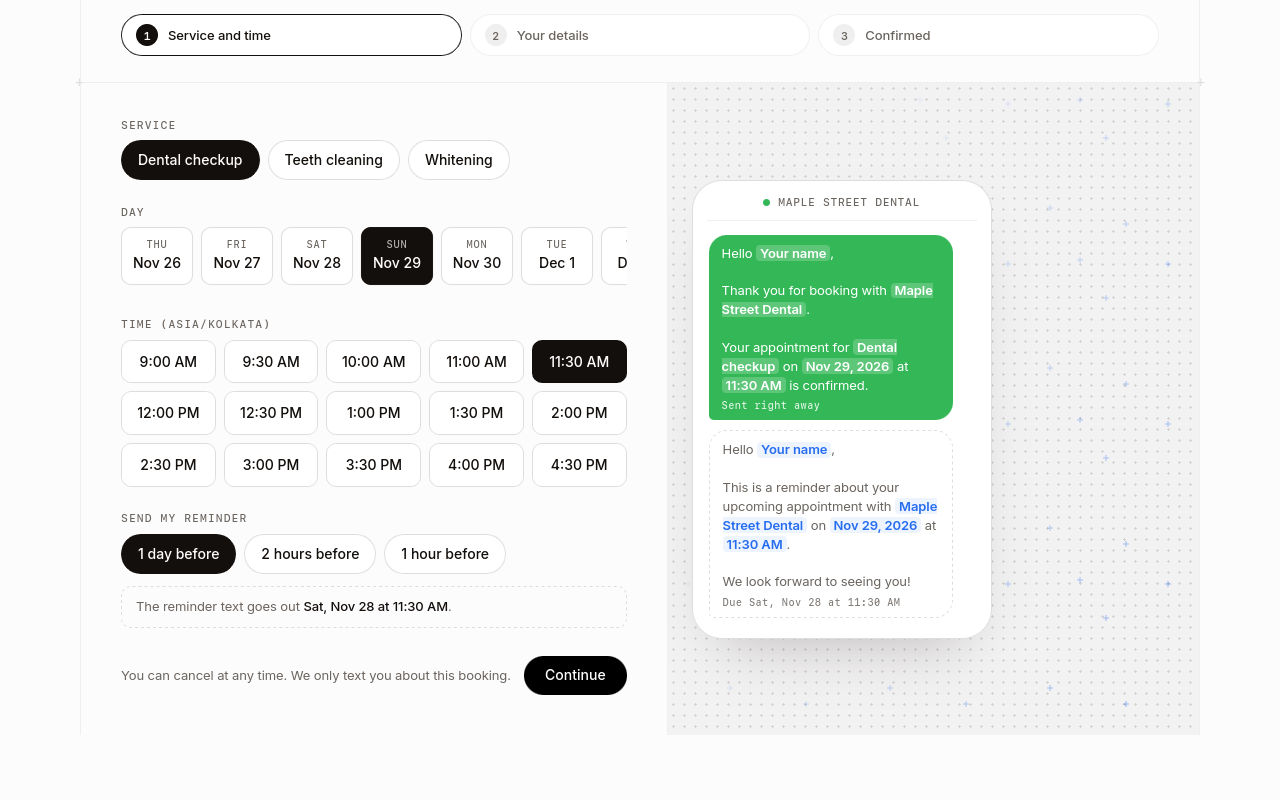 1 Service and time
2 Your details
3 Confirmed
SERVICE
Dental checkup
Teeth cleaning
Whitening
DAY
THU
Nov 26
FRI
Nov 27
SAT
Nov 28
SUN
Nov 29
MON
Nov 30
TUE
Dec 1
TIME (ASIA/KOLKATA)
9:00 AM
9:30 AM
10:00 AM
11:00 AM
11:30 AM
12:00 PM
12:30 PM
1:00 PM
1:30 PM
2:00 PM
2:30 PM
3:00 PM
3:30 PM
4:00 PM
4:30 PM
SEND MY REMINDER
1 day before
2 hours before
1 hour before
The reminder text goes out Sat, Nov 28 at 11:30 AM.
You can cancel at any time. We only text you about this booking.
Continue
MAPLE STREET DENTAL
Hello Your name,
Thank you for booking with Maple
Street Dental.
Your appointment for Dental
checkup on Nov 29, 2026 at
11:30 AM is confirmed.
Sent right away
Hello Your name,
This is a reminder about your
upcoming appointment with Maple
Street Dental on Nov 29, 2026 at
11:30 AM.
We look forward to seeing you!
Due Sat, Nov 28 at 11:30 AM